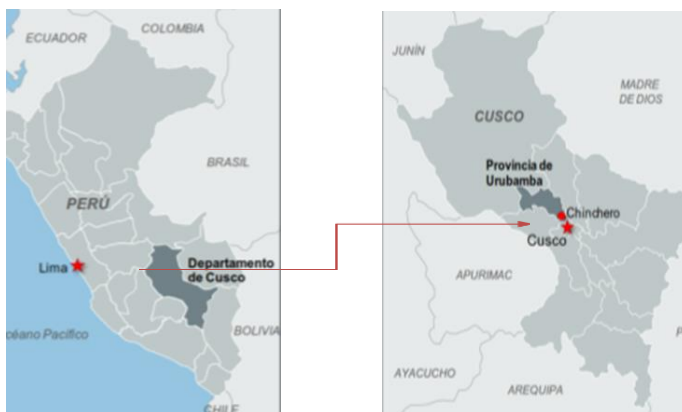 ECUADOR
COLOMBIA
BRASIL
PERÚ
Lima
Departamento
de Cusco
BOLIVIA
céano Pacífico
CHILE
JUNÍN
MADRE
DE DIOS
CUSCO
Provincia de
Urubamba
Chinchero
Cusco
APURIMAC
AYACUCHO
AREQUIPA
P